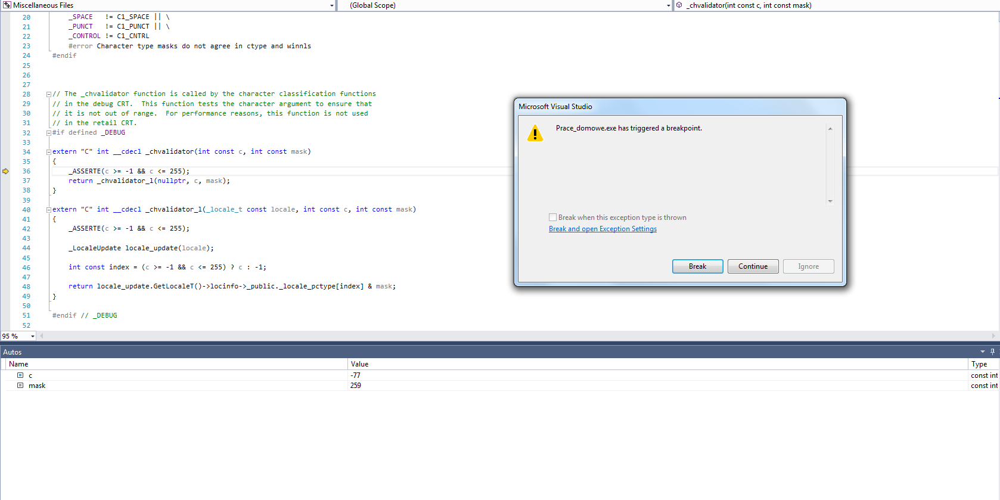 Miscellaneous Files
(Global Scope)
_chvalidator(int const c, int const mask)
20 _SPACE != C1_SPACE || \
21 _PUNCT != C1_PUNCT || \
22 _CONTROL != C1_CNTRL
23 #error Character type masks do not agree in ctype and winnls
24 #endif
25
26
27
28 // The _chvalidator function is called by the character classification functions
29 // in the debug CRT.  This function tests the character argument to ensure that
30 // it is not out of range.  For performance reasons, this function is not used
31 // in the retail CRT.
32 #if defined _DEBUG
33
34 extern "C" int __cdecl _chvalidator(int const c, int const mask)
35 {
36 _ASSERTE(c >= -1 && c <= 255);
37 return _chvalidator_l(nullptr, c, mask);
38 }
39
40 extern "C" int __cdecl _chvalidator_l(_locale_t const locale, int const c, int const mask)
41 {
42 _ASSERTE(c >= -1 && c <= 255);
43
44 _LocaleUpdate locale_update(locale);
45
46 int const index = (c >= -1 && c <= 255) ? c : -1;
47
48 return locale_update.GetLocaleT()->locinfo->_public._locale_pctype[index] & mask;
49 }
50
51 #endif // _DEBUG
52
95 %
Microsoft Visual Studio
Prace_domowe.exe has triggered a breakpoint.
Break when this exception type is thrown
Break and open Exception Settings
Break Continue Ignore
Autos
Name Value Type
c -77 const int
mask 259 const int